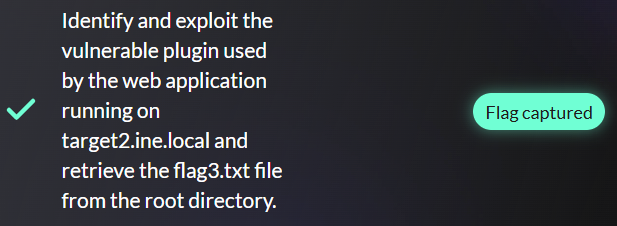 Identify and exploit the
vulnerable plugin used
by the web application
running on
target2.ine.local and
retrieve the flag3.txt file
from the root directory.
Flag captured